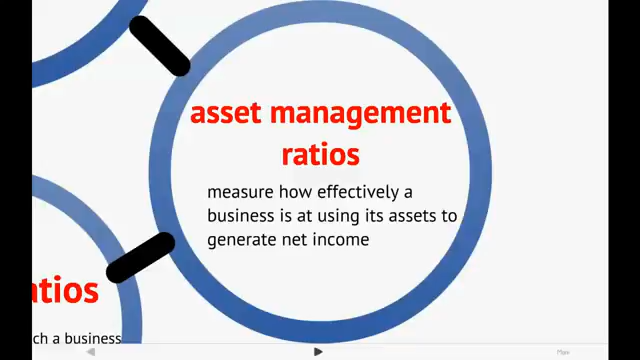 asset management
ratios
measure how effectively a
business is at using its assets to
generate net income
atios
ch a business
More